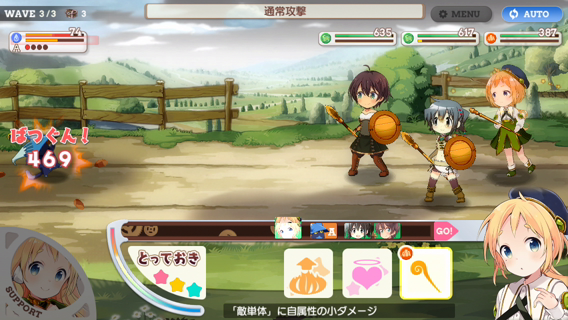 WAVE 3/3 3
通常攻撃
MENU
AUTO
74
A
635
617
387
ばつぐん!
469
A
GO!
とっておき
SUPPORT
「敵単体」に自属性の小ダメージ